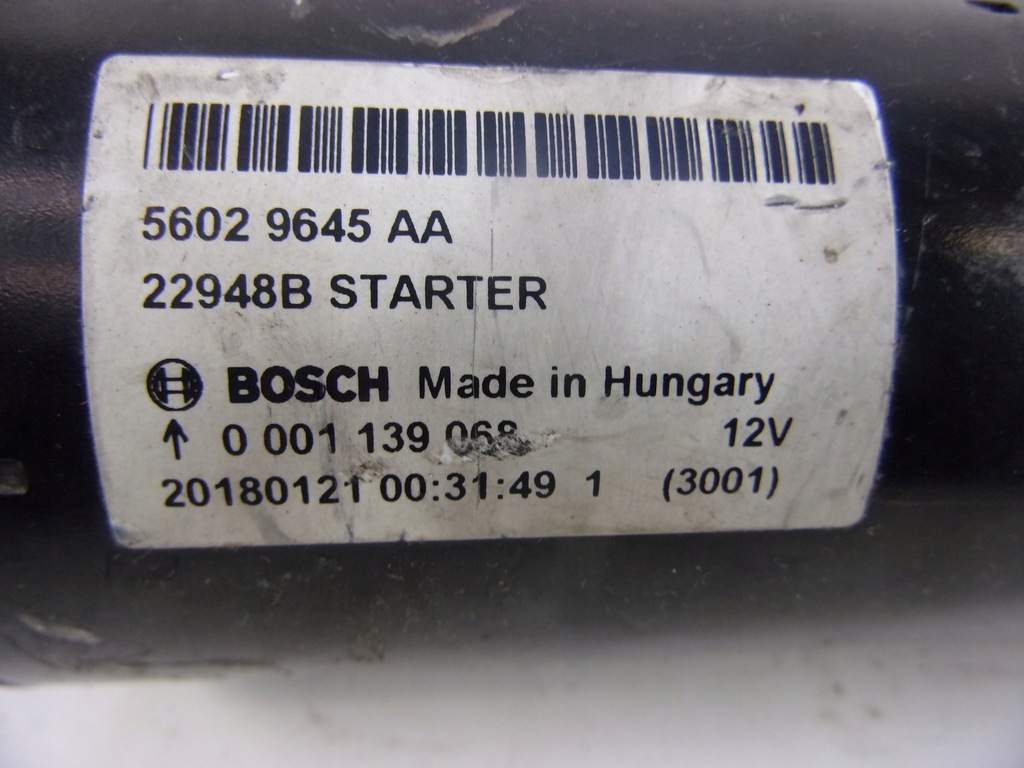 5602 9645 AA
22948B STARTER
BOSCH Made in Hungary
↑ 0 001 139 068 12V
20180121 00:31:49 1 (3001)